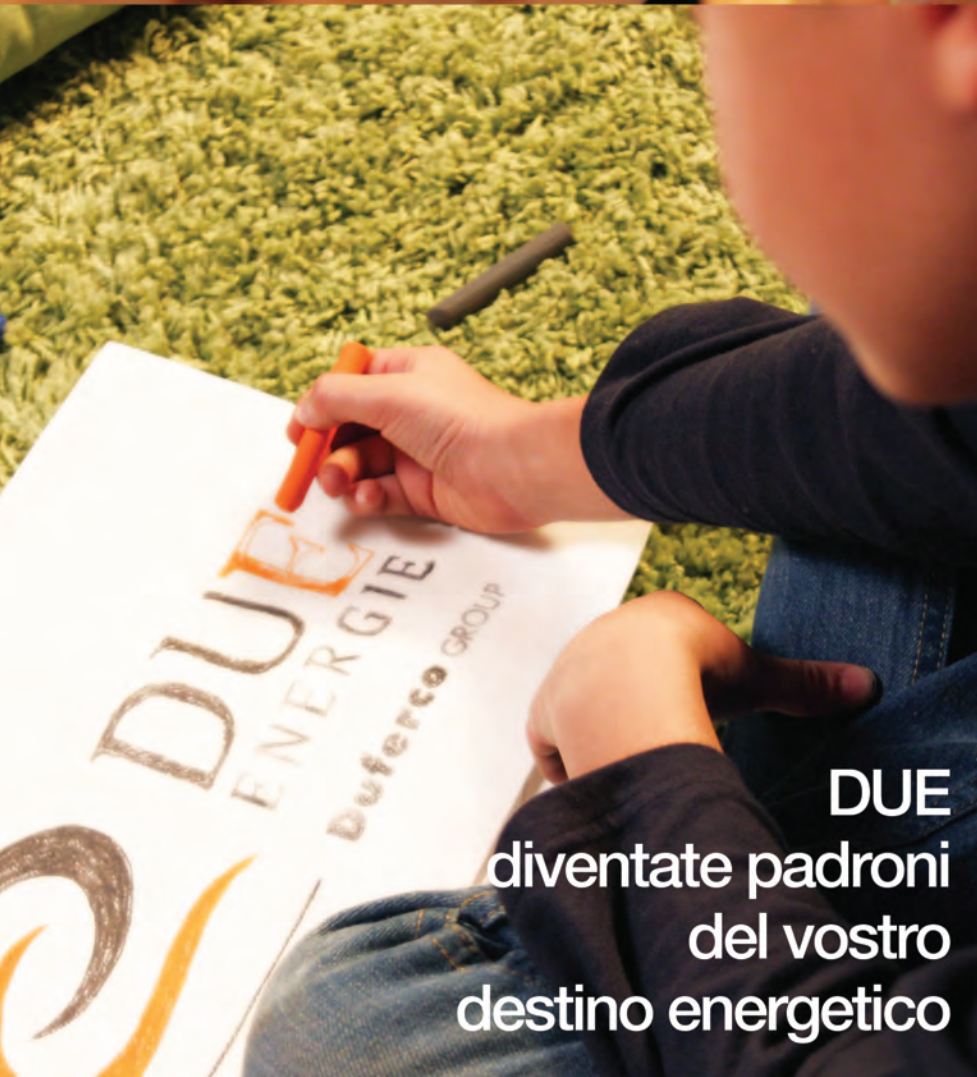 DUE
ENERGIE
Duferco GROUP
DUE
diventate padroni
del vostro
destino energetico